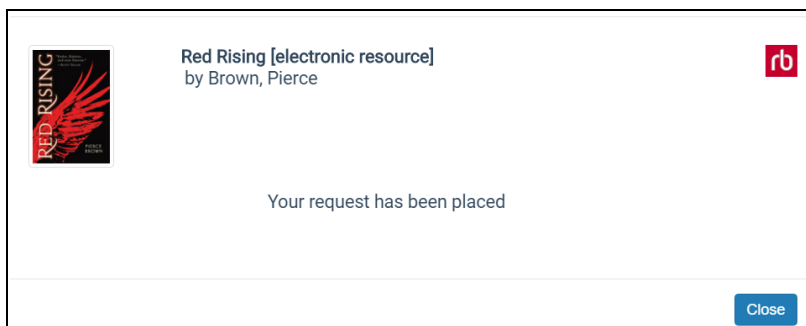 RED RISING
PIERCE
BROWN
Red Rising [electronic resource]
by Brown, Pierce
rb
Your request has been placed
Close